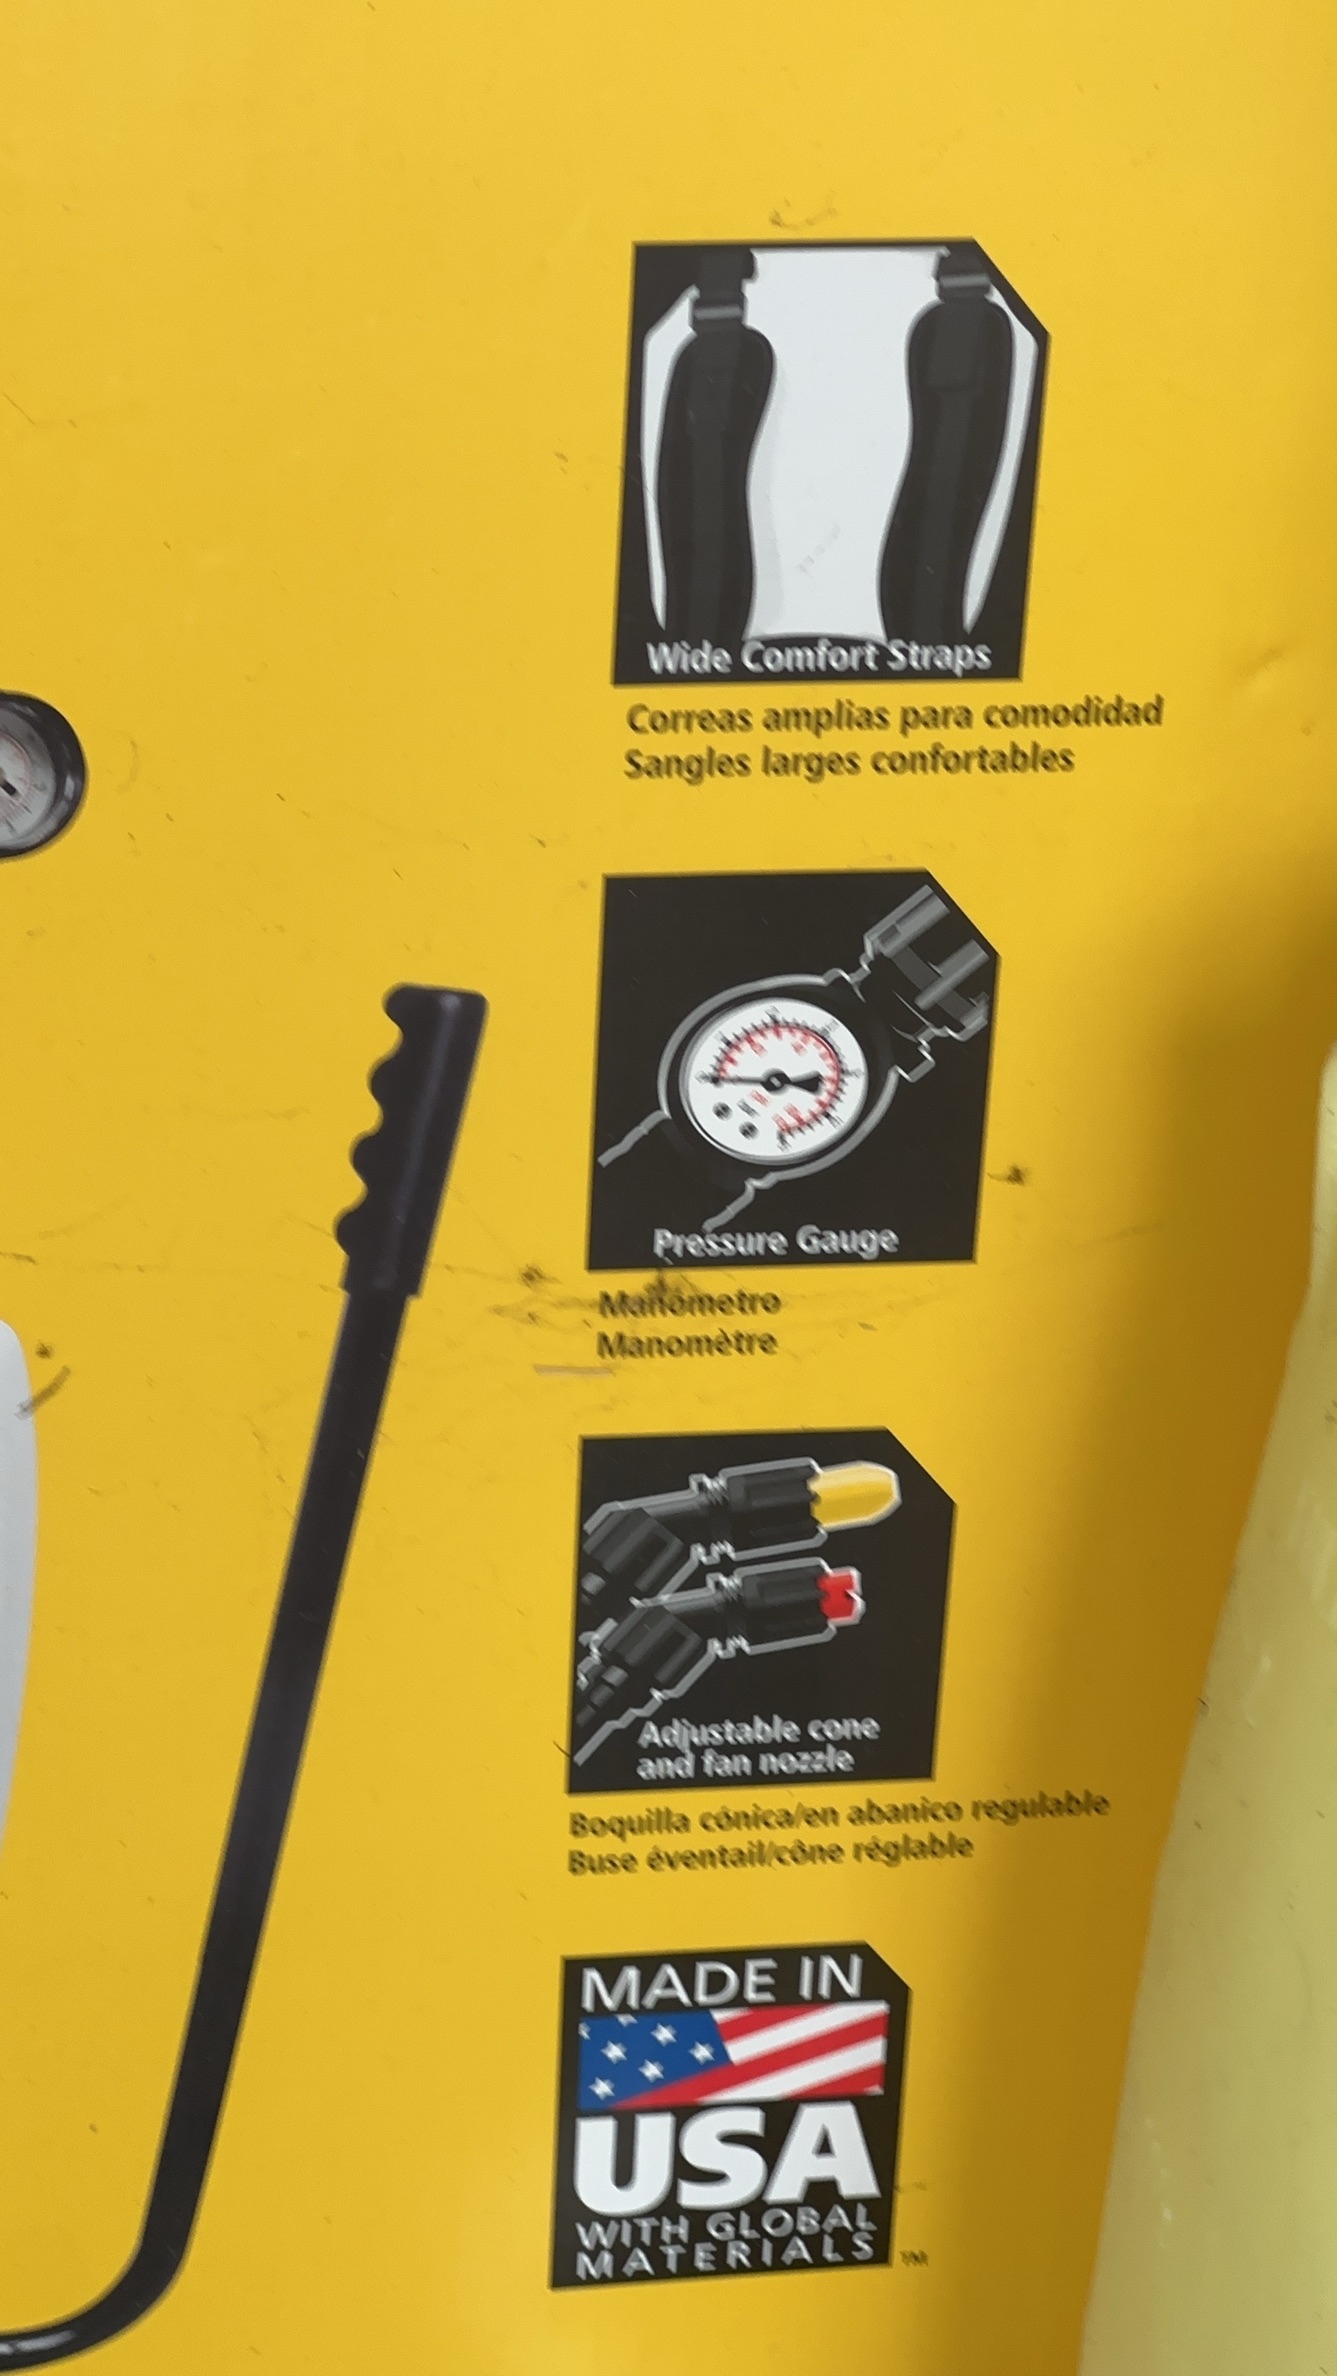 Wide Comfort Straps
Correas amplias para comodidad
Sangles larges confortables
Pressure Gauge
Manómetro
Manomètre
Adjustable cone
and fan nozzle
Boquilla cónica/en abanico regulable
Buse éventail/cône réglable
MADE IN
USA
WITH GLOBAL
MATERIALS
TM